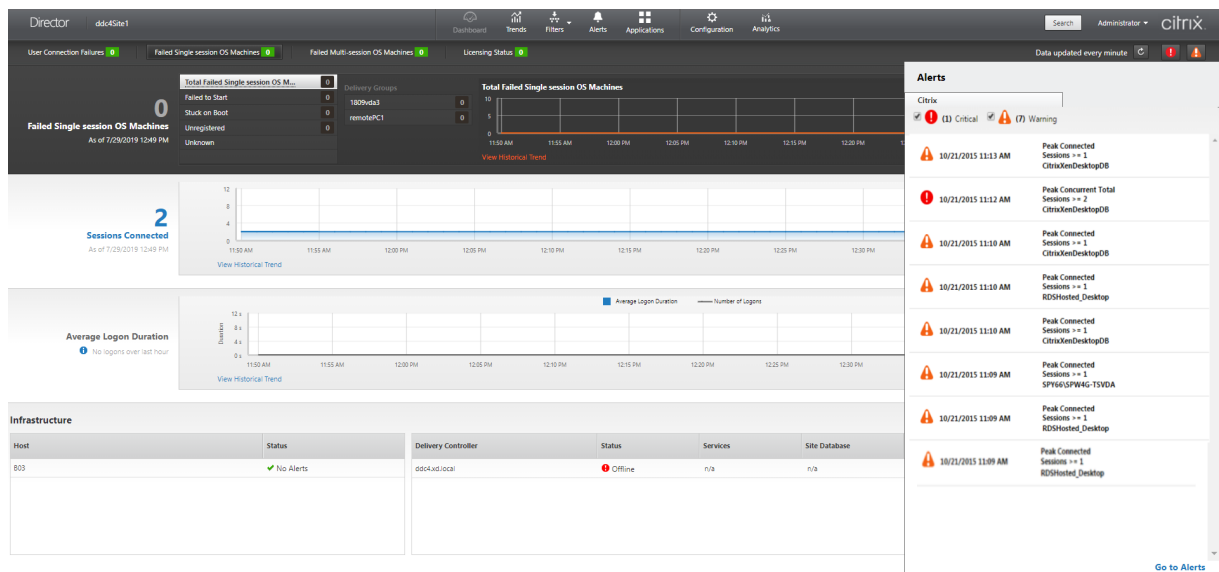 Director ddc4Site1 Dashboard Trends Filters Alerts Applications Configuration Analytics Search Administrator citrix
User Connection Failures 0 Failed Single session OS Machines 0 Failed Multi-session OS Machines 0 Licensing Status 0 Data updated every minute
0
Failed Single session OS Machines
As of 7/29/2019 12:49 PM
Total Failed Single session OS M... 0
Failed to Start 0
Stuck on Boot 0
Unregistered 0
Unknown
Delivery Groups
1809vda3 0
remotePC1 0
Total Failed Single session OS Machines
10
5
0
11:50 AM 11:55 AM 12:00 PM 12:05 PM 12:10 PM 12:15 PM 12:20 PM
View Historical Trend
2
Sessions Connected
As of 7/29/2019 12:49 PM
12
8
4
0
11:50 AM 11:55 AM 12:00 PM 12:05 PM 12:10 PM 12:15 PM 12:20 PM 12:25 PM 12:30 PM
View Historical Trend
Average Logon Duration
No logons over last hour
Average Logon Duration Number of Logons
Duration
12 s
8 s
4 s
0 s
11:50 AM 11:55 AM 12:00 PM 12:05 PM 12:10 PM 12:15 PM 12:20 PM 12:25 PM 12:30 PM
View Historical Trend
Infrastructure
Host Status
B03 No Alerts
Delivery Controller Status Services Site Database
ddc4.xd.local Offline n/a n/a
Alerts
Citrix
(1) Critical (7) Warning
10/21/2015 11:13 AM
Peak Connected
Sessions >= 1
CitrixXenDesktopDB
10/21/2015 11:12 AM
Peak Concurrent Total
Sessions >= 2
CitrixXenDesktopDB
10/21/2015 11:10 AM
Peak Connected
Sessions >= 1
CitrixXenDesktopDB
10/21/2015 11:10 AM
Peak Connected
Sessions >= 1
RDSHosted_Desktop
10/21/2015 11:10 AM
Peak Connected
Sessions >= 1
CitrixXenDesktopDB
10/21/2015 11:09 AM
Peak Connected
Sessions >= 1
SPY66\SPW4G-TSVDA
10/21/2015 11:09 AM
Peak Connected
Sessions >= 1
RDSHosted_Desktop
10/21/2015 11:09 AM
Peak Connected
Sessions >= 1
RDSHosted_Desktop
Go to Alerts